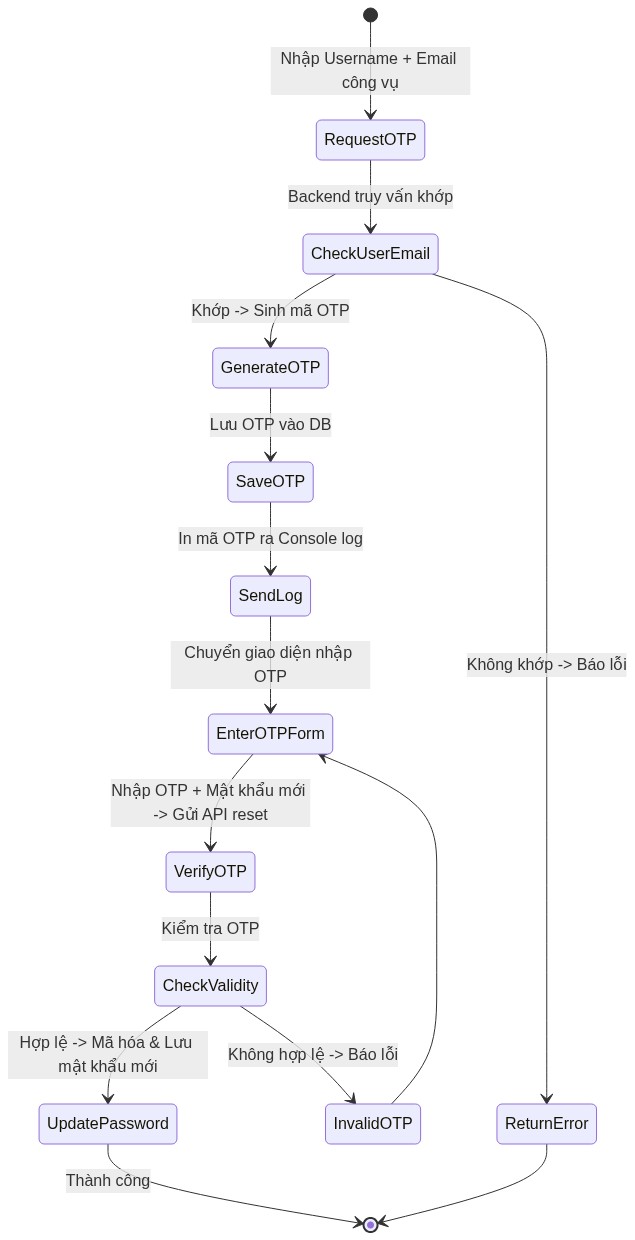 Nhập Username + Email
công vụ
RequestOTP
Backend truy vấn khớp
CheckUserEmail
Khớp -> Sinh mã OTP
GenerateOTP
Lưu OTP vào DB
SaveOTP
In mã OTP ra Console log
SendLog
Chuyển giao diện nhập
OTP
Không khớp -> Báo lỗi
EnterOTPForm
Nhập OTP + Mật khẩu mới
-> Gửi API reset
VerifyOTP
Kiểm tra OTP
CheckValidity
Hợp lệ -> Mã hóa & Lưu
mật khẩu mới
Không hợp lệ -> Báo lỗi
UpdatePassword
InvalidOTP
ReturnError
Thành công